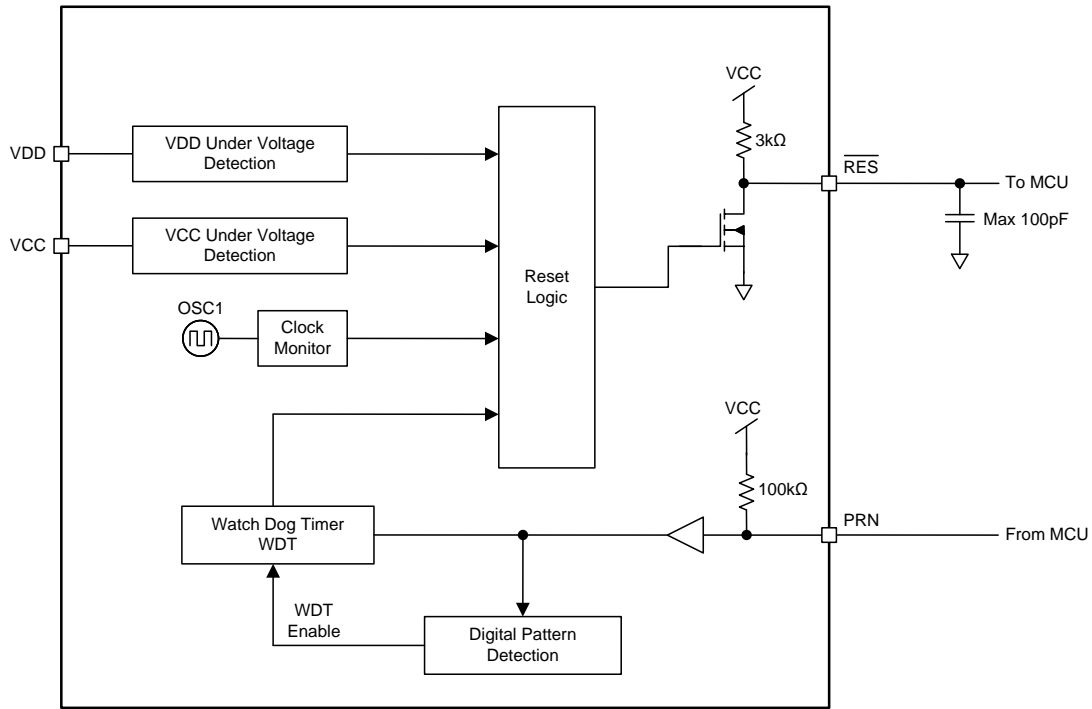 VCC
VDD Under Voltage
Detection
3kΩ
VDD
RES
To MCU
VCC Under Voltage
Detection
VCC
Max 100pF
Reset
Logic
OSC1
Clock
Monitor
VCC
100kΩ
Watch Dog Timer
WDT
PRN
From MCU
WDT
Enable
Digital Pattern
Detection